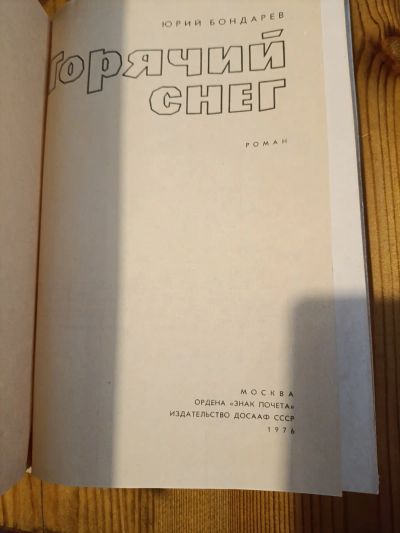 ЮРИЙ БОНДАРЕВ
Горячий
СНЕГ
РОМАН
МОСКВА
ОРДЕНА «ЗНАК ПОЧЕТА»
ИЗДАТЕЛЬСТВО ДОСААФ СССР
1976